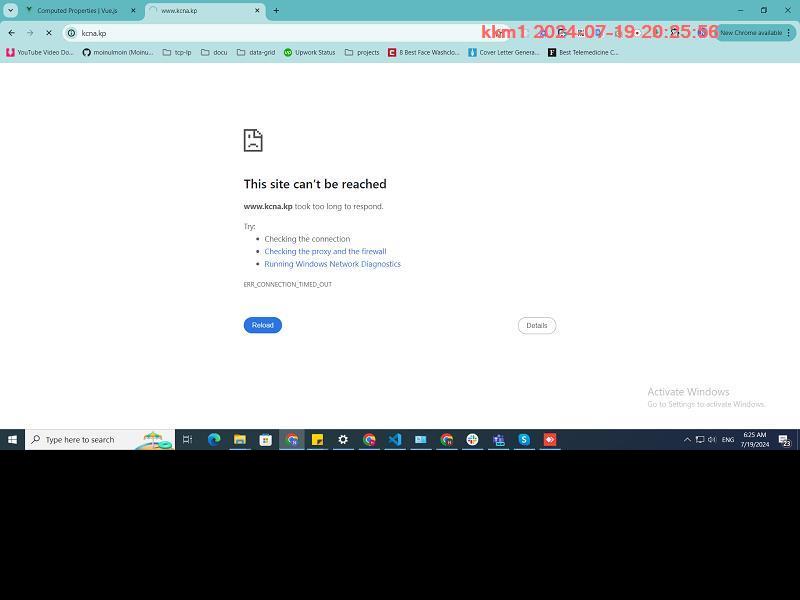 Computed Properties | Vue.js
www.kcna.kp
kcna.kp
kkm1 2024-07-19-20:25:56
New Chrome available
YouTube Video Do...
moinulmoin (Moinu...
tcp-lp
docu
data-grid
Upwork Status
projects
8 Best Face Washclo...
Cover Letter Genera...
Best Telemedicine C...
This site can't be reached
www.kcna.kp took too long to respond.
Try:
• Checking the connection
• Checking the proxy and the firewall
• Running Windows Network Diagnostics
ERR_CONNECTION_TIMED_OUT
Reload
Details
Activate Windows
Go to Settings to activate Windows.
Type here to search
ENG
6:25 AM
7/19/2024
23